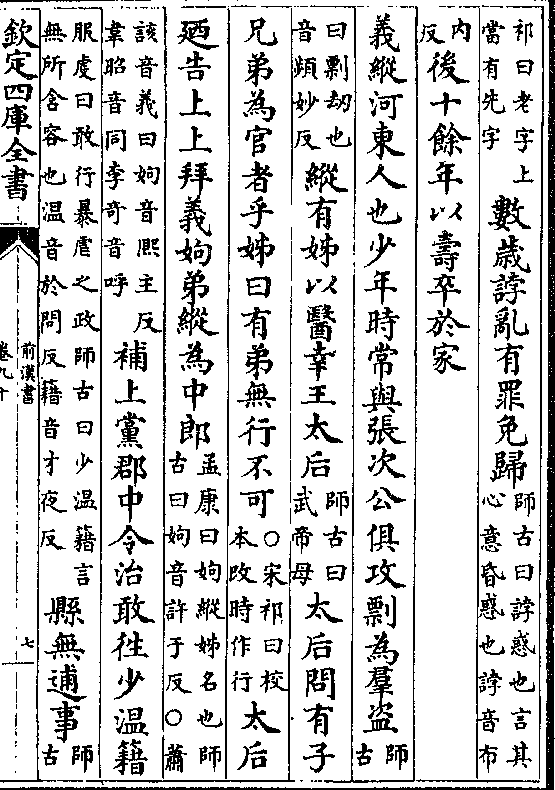 祁曰老字上當有先字數歳誖亂有罪免歸師古曰誖惑也言其心意昏惑也誖音布
内反後十餘年以壽卒於家
義縱河東人也少年時常與張次公俱攻剽為羣盗師古
曰剽劫也音頻妙反縱有姊以醫幸王太后師古曰武帝母太后問有子
兄弟為官者乎姊曰有弟無行不可○宋祁曰校本改時作行太后
廼告上上拜義姁弟縱為中郎孟康曰姁縱姊名也師古曰姁音許于反○蕭
該音義曰姁音熈主反韋昭音同李奇音呼補上黨郡中令治敢往少温籍
服虔曰敢行暴虐之政師古曰少温籍言無所含容也温音於問反籍音才夜反縣無逋事師古
欽定四庫全書
前漢書
卷九十
七